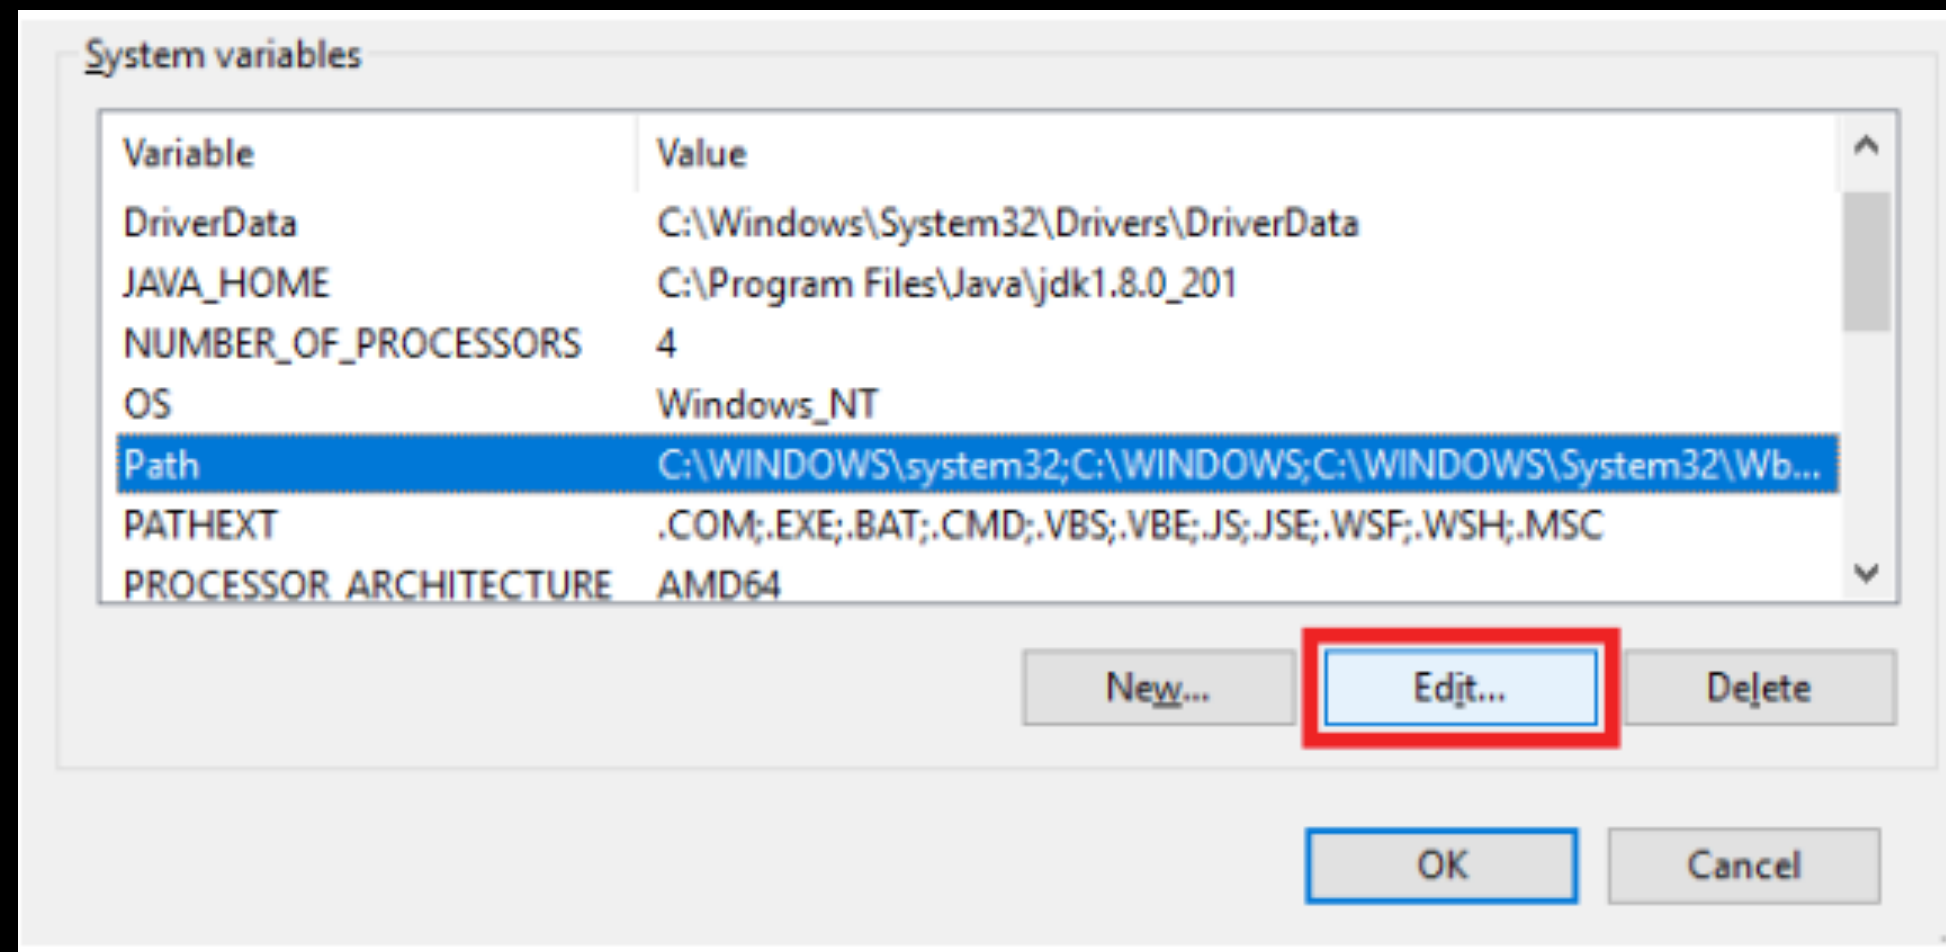 System variables
Variable Value
DriverData C:\Windows\System32\Drivers\DriverData
JAVA_HOME C:\Program Files\Java\jdk1.8.0_201
NUMBER_OF_PROCESSORS 4
OS Windows_NT
Path C:\WINDOWS\system32;C:\WINDOWS;C:\WINDOWS\System32\Wb...
PATHEXT .COM;.EXE;.BAT;.CMD;.VBS;.VBE;.JS;.JSE;.WSF;.WSH;.MSC
PROCESSOR_ARCHITECTURE AMD64
New... Edit... Delete
OK Cancel